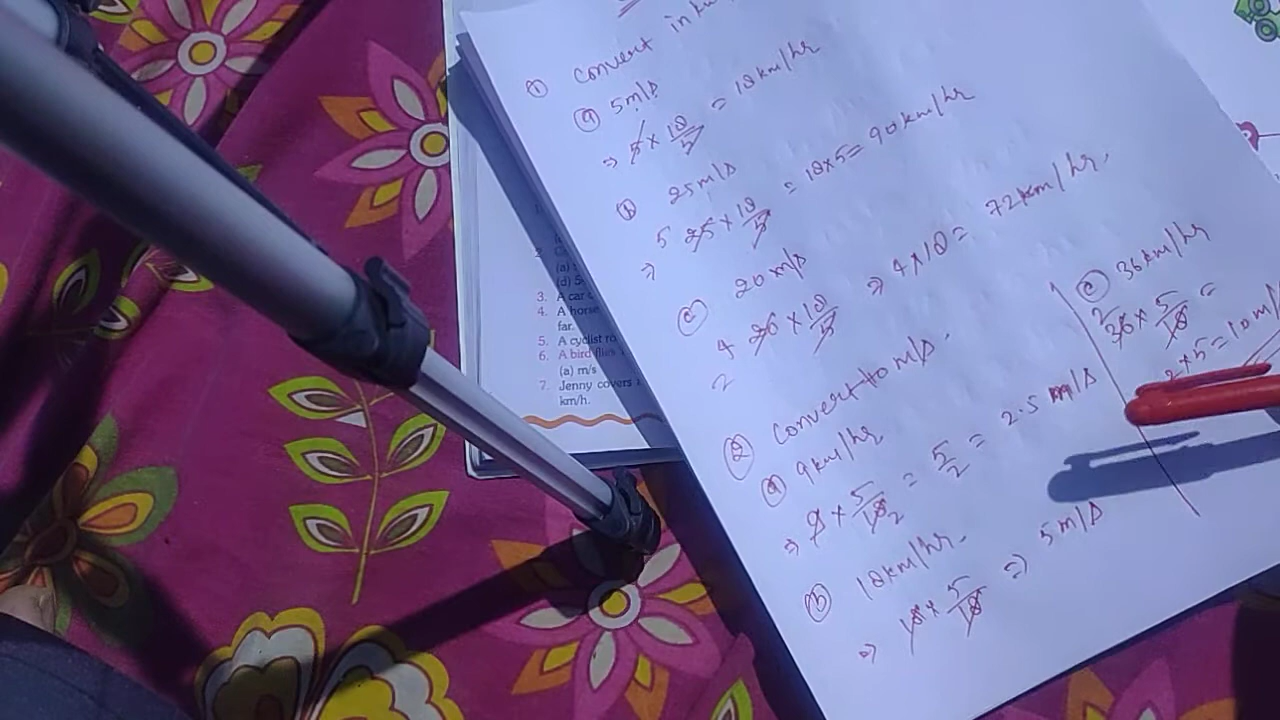 ① Convert in km
ⓐ 5m/s
⇒ 5 × 18/5 = 18km/hr
ⓑ 25m/s
5
⇒ 25 × 18/5 = 18×5 = 90km/hr
ⓒ 20m/s
4 20 × 18/5 ⇒ 4×18 = 72km/hr.
② Convert to m/s.
ⓐ 9km/hr
⇒ 9 × 5/18 2 = 5/2 = 2.5 m/s
ⓑ 18km/hr.
⇒ 18 × 5/18 ⇒ 5m/s
ⓒ 36km/hr
2
36 × 5/18 =
2×5 = 10m/
(a)
(d) 5
3. A car
4. A horse
far.
5. A cyclist ro
6. A bird flies
(a) m/s
7. Jenny covers
km/h.